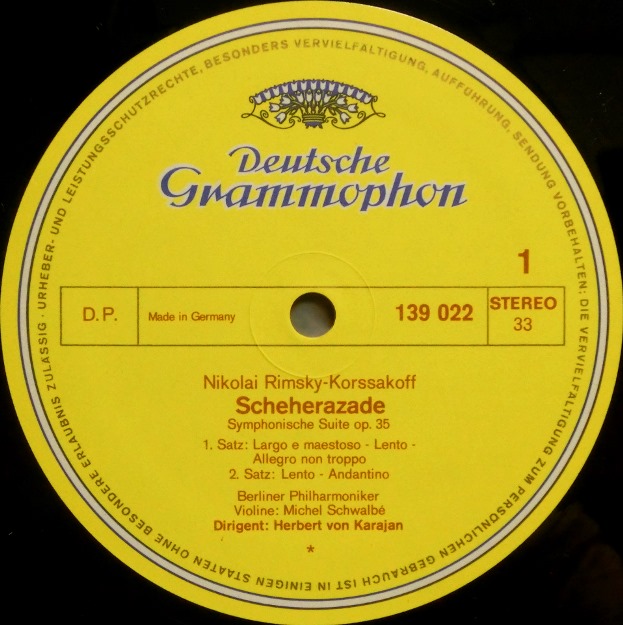 URHEBER- UND LEISTUNGSSCHUTZRECHTE, BESONDERS VERVIELFÄLTIGUNG, AUFFÜHRUNG, SENDUNG VORBEHALTEN; DIE VERVIELFÄLTIGUNG ZUM PERSÖNLICHEN GEBRAUCH IST IN EINIGEN STAATEN OHNE BESONDERE ERLAUBNIS ZULÄSSIG ·
Deutsche
Grammophon
1
D.P.
Made in Germany
139 022
STEREO
33
Nikolai Rimsky-Korssakoff
Scheherazade
Symphonische Suite op. 35
1. Satz: Largo e maestoso - Lento -
Allegro non troppo
2. Satz: Lento - Andantino
Berliner Philharmoniker
Violine: Michel Schwalbé
Dirigent: Herbert von Karajan
*